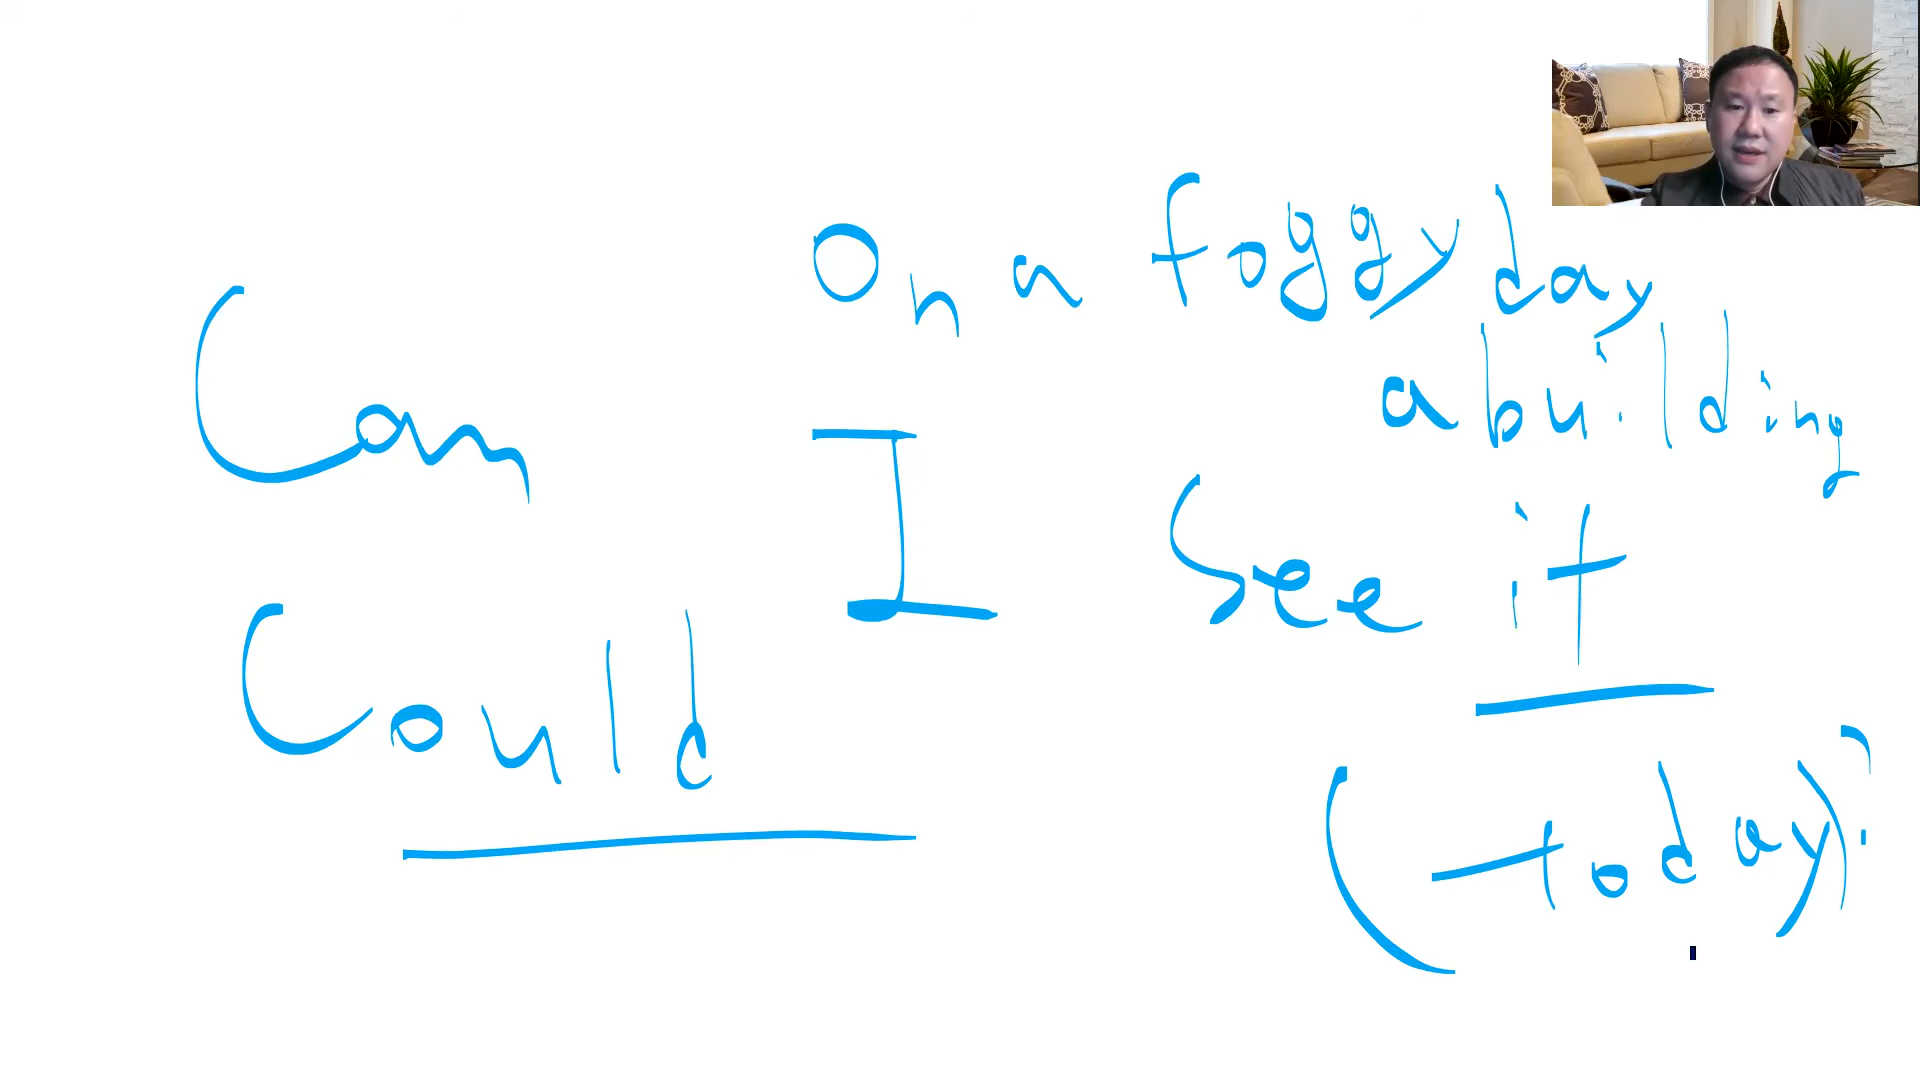 On a foggy day
a building
Can I see it
Could
(today)?